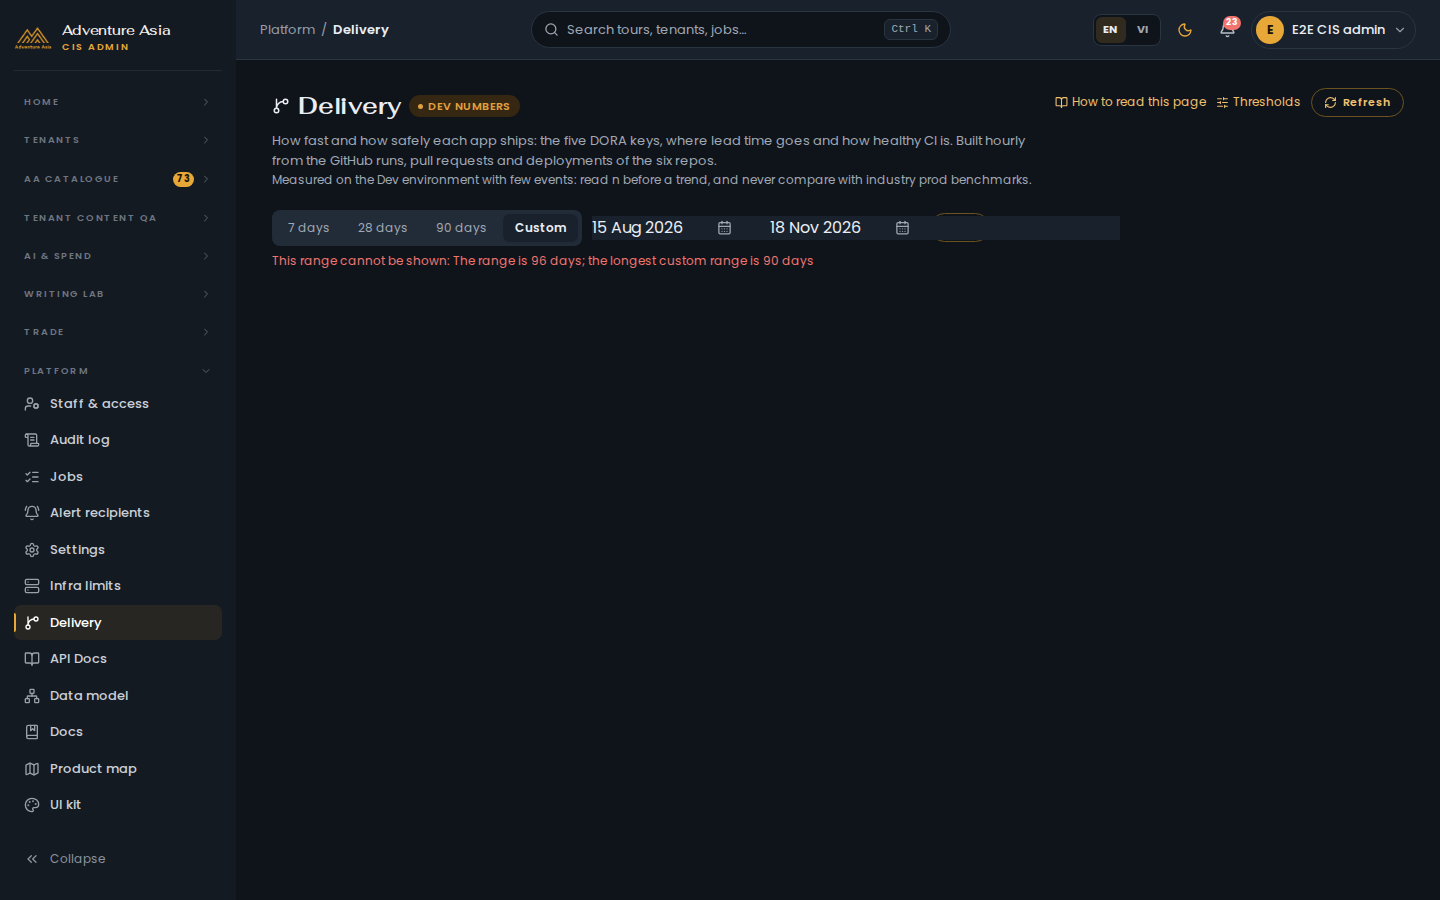 Adventure Asia
CIS ADMIN
Adventure Asia
Platform / Delivery
Search tours, tenants, jobs...
Ctrl K
EN
VI
23
E
E2E CIS admin
HOME
TENANTS
AA CATALOGUE
73
TENANT CONTENT QA
AI & SPEND
WRITING LAB
TRADE
PLATFORM
Staff & access
Audit log
Jobs
Alert recipients
Settings
Infra limits
Delivery
API Docs
Data model
Docs
Product map
UI kit
Collapse
Delivery
DEV NUMBERS
How to read this page
Thresholds
Refresh
How fast and how safely each app ships: the five DORA keys, where lead time goes and how healthy CI is. Built hourly
from the GitHub runs, pull requests and deployments of the six repos.
Measured on the Dev environment with few events: read n before a trend, and never compare with industry prod benchmarks.
7 days
28 days
90 days
Custom
15 Aug 2026
18 Nov 2026
This range cannot be shown: The range is 96 days; the longest custom range is 90 days